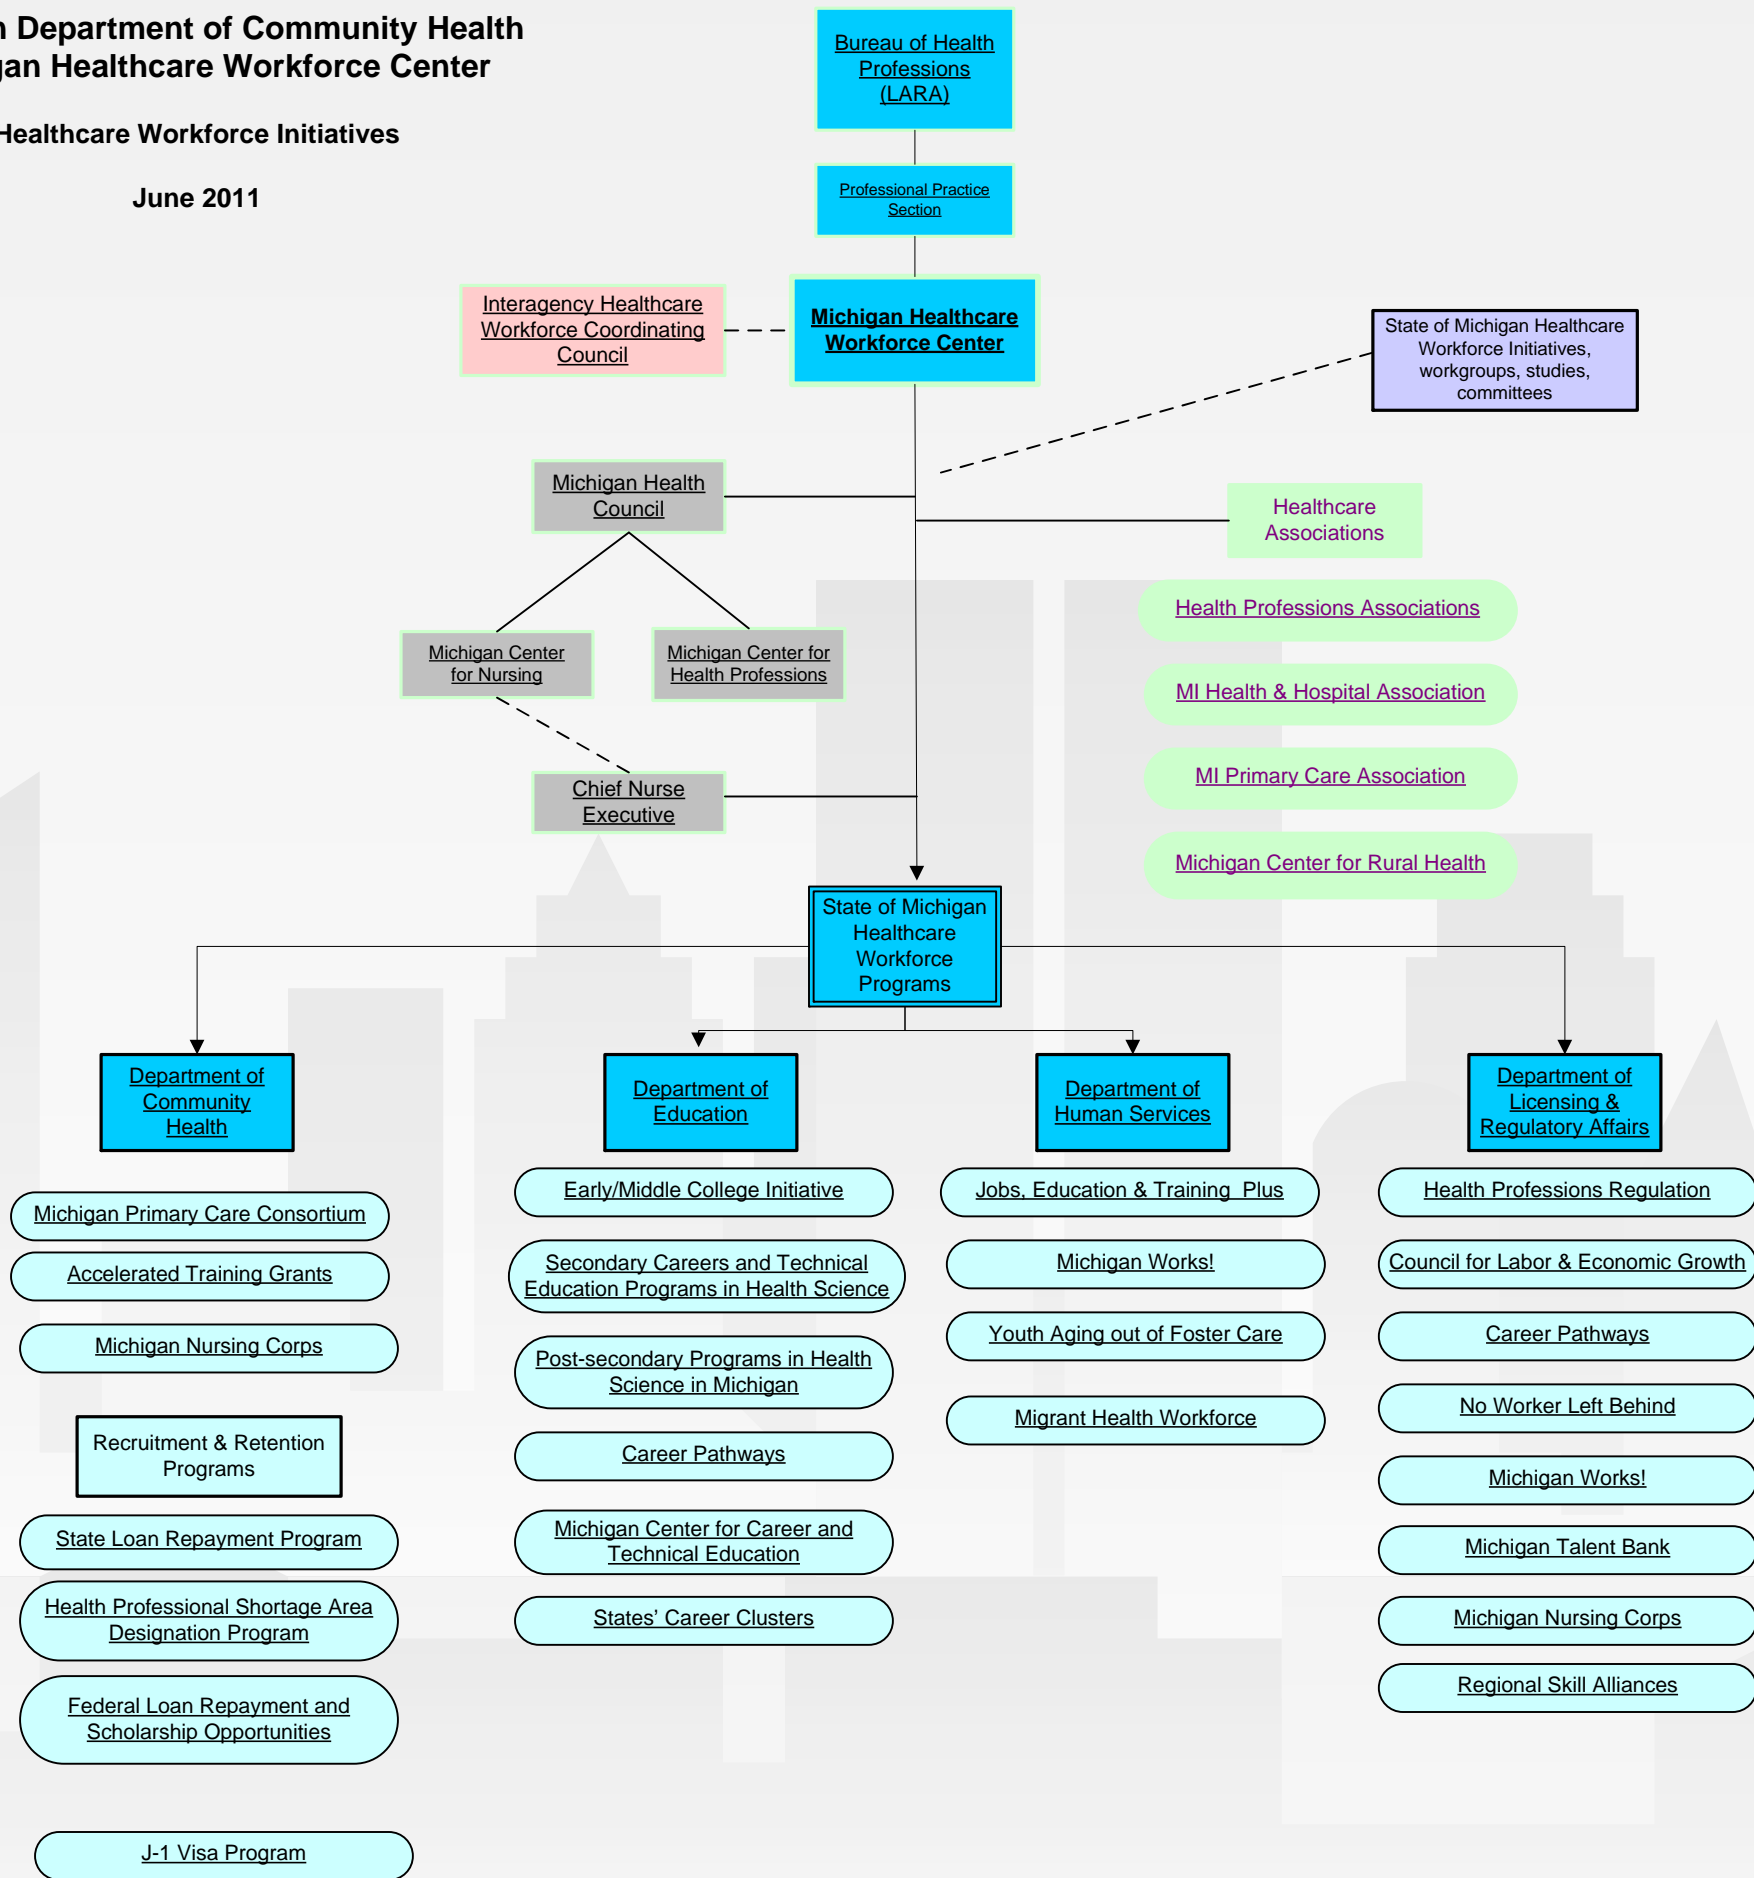 Department of Community Health
Healthcare Workforce Center
Healthcare Workforce Initiatives
June 2011
Bureau of Health
Professions
(LARA)
Professional Practice
Section
Interagency Healthcare
Workforce Coordinating
Council
Michigan Healthcare
Workforce Center
State of Michigan Healthcare
Workforce Initiatives,
workgroups, studies,
committees
Michigan Health
Council
Healthcare
Associations
Health Professions Associations
Michigan Center
for Nursing
Michigan Center for
Health Professions
MI Health & Hospital Association
MI Primary Care Association
Chief Nurse
Executive
Michigan Center for Rural Health
State of Michigan
Healthcare
Workforce
Programs
Department of
Community
Health
Michigan Primary Care Consortium
Accelerated Training Grants
Michigan Nursing Corps
Recruitment & Retention
Programs
State Loan Repayment Program
Health Professional Shortage Area
Designation Program
Federal Loan Repayment and
Scholarship Opportunities
J-1 Visa Program
Department of
Education
Early/Middle College Initiative
Secondary Careers and Technical
Education Programs in Health Science
Post-secondary Programs in Health
Science in Michigan
Career Pathways
Michigan Center for Career and
Technical Education
States’ Career Clusters
Department of
Human Services
Jobs, Education & Training Plus
Michigan Works!
Youth Aging out of Foster Care
Migrant Health Workforce
Department of
Licensing &
Regulatory Affairs
Health Professions Regulation
Council for Labor & Economic Growth
Career Pathways
No Worker Left Behind
Michigan Works!
Michigan Talent Bank
Michigan Nursing Corps
Regional Skill Alliances